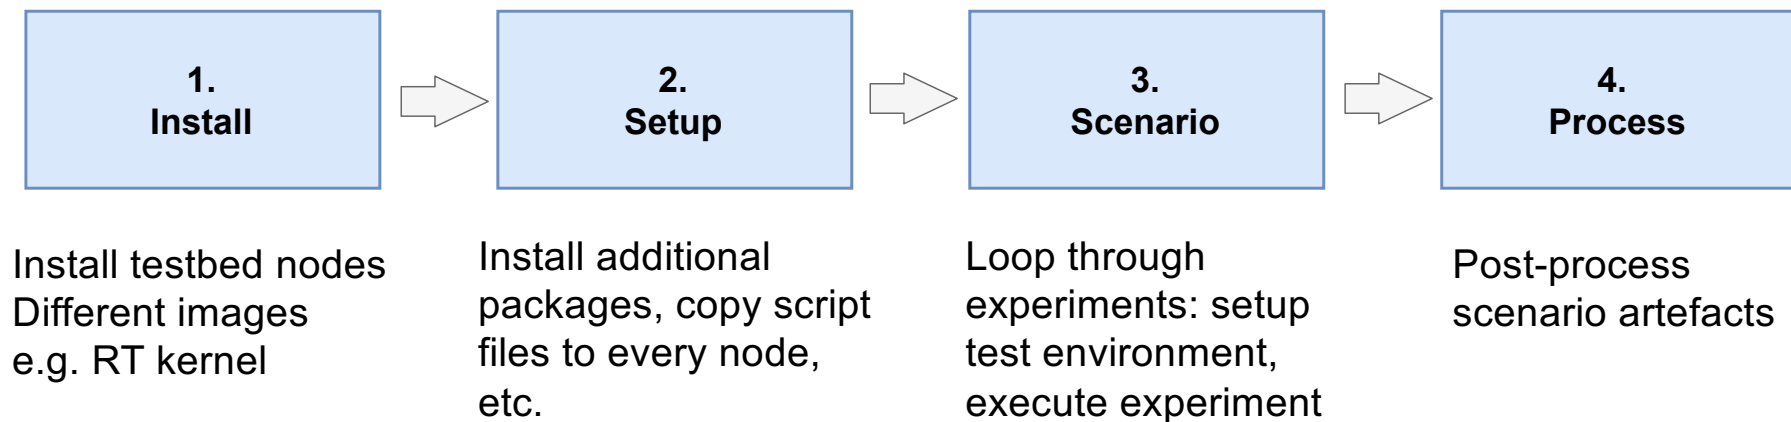 1.
Install
2.
Setup
3.
Scenario
4.
Process
Install testbed nodes
Different images
e.g. RT kernel
Install additional
packages, copy script
files to every node,
etc.
Loop through
experiments: setup
test environment,
execute experiment
Post-process
scenario artefacts